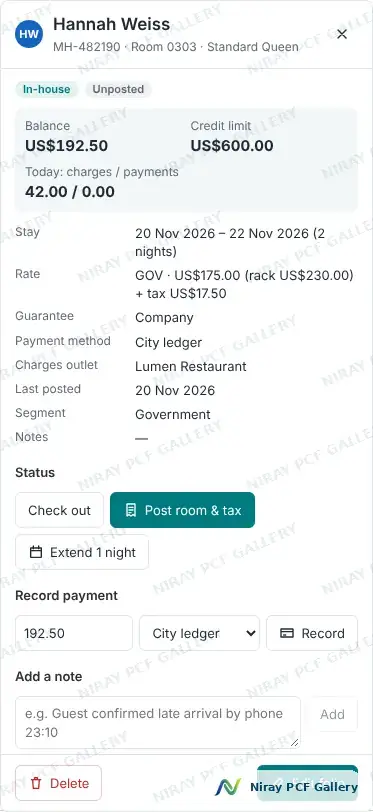 HW
Hannah Weiss
MH-482190 · Room 0303 · Standard Queen
In-house
Unposted
Balance
US$192.50
Credit limit
US$600.00
Today: charges / payments
42.00 / 0.00
Stay
20 Nov 2026 – 22 Nov 2026 (2
nights)
Rate
GOV · US$175.00 (rack US$230.00)
+ tax US$17.50
Guarantee
Company
Payment method
City ledger
Charges outlet
Lumen Restaurant
Last posted
20 Nov 2026
Segment
Government
Notes
—
Status
Check out
Post room & tax
Extend 1 night
Record payment
192.50
City ledger
Record
Add a note
e.g. Guest confirmed late arrival by phone
23:10
Add
Delete
Niray PCF Gallery
NIRAY PCF GALLERY